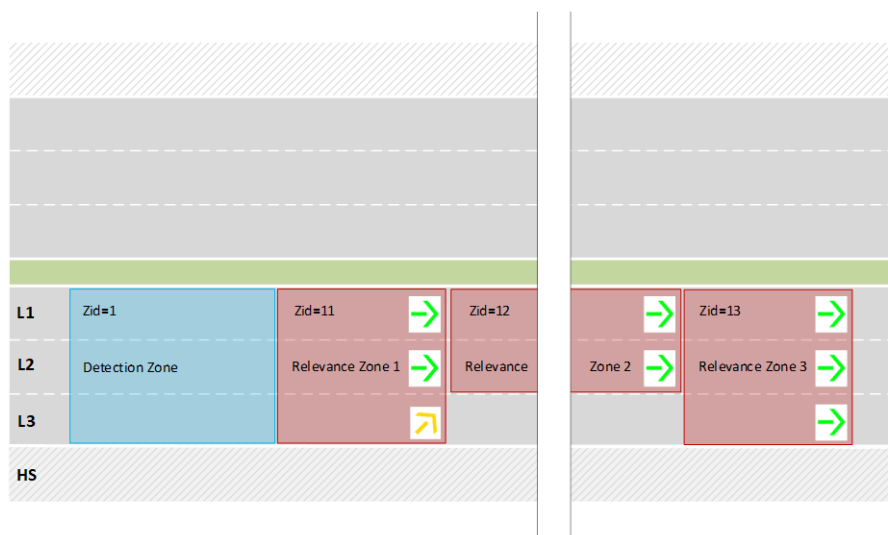 L1
Zid=1
Zid=11
Zid=12
Zid=13
L2
Detection Zone
Relevance Zone 1
Relevance
Zone 2
Relevance Zone 3
L3
HS